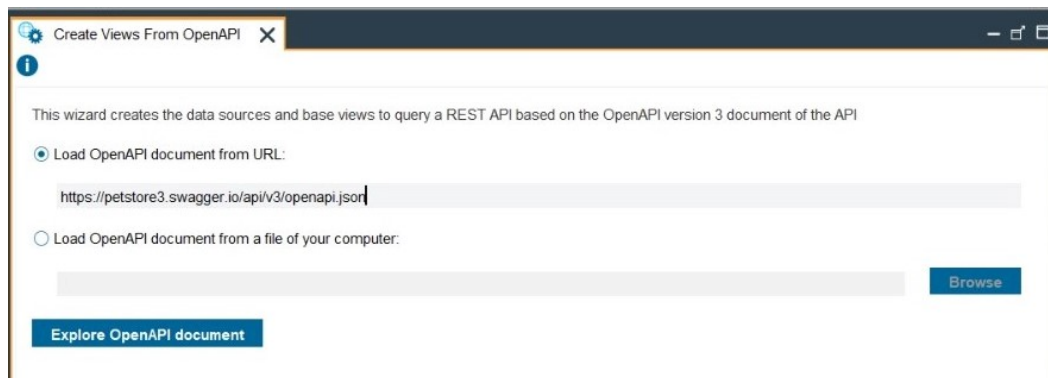 Create Views From OpenAPI
This wizard creates the data sources and base views to query a REST API based on the OpenAPI version 3 document of the API
Load OpenAPI document from URL:
https://petstore3.swagger.io/api/v3/openapi.json
Load OpenAPI document from a file of your computer:
Browse
Explore OpenAPI document